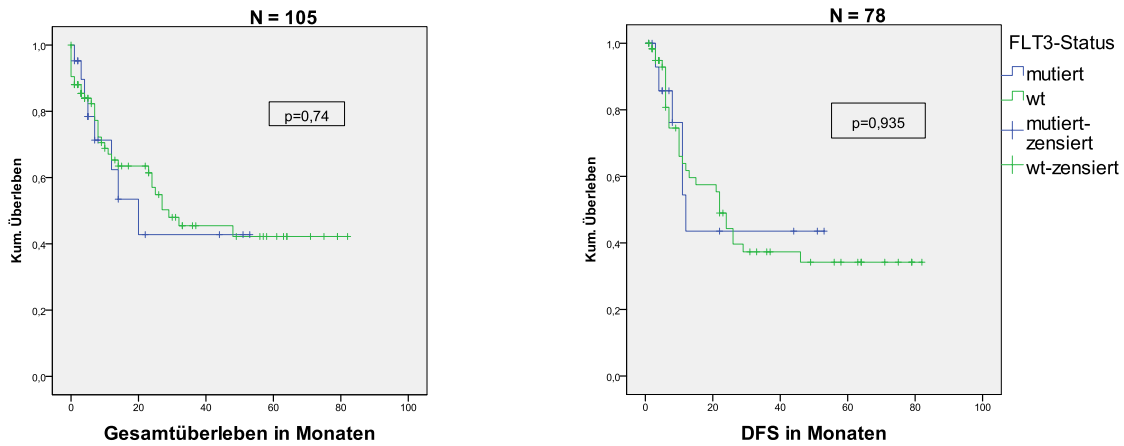 N = 105
1,0
0,8
0,6
0,4
0,2
0,0
Kum. Überleben
p=0,74
0 20 40 60 80 100
Gesamtüberleben in Monaten
N = 78
1,0
0,8
0,6
0,4
0,2
0,0
Kum. Überleben
p=0,935
0 20 40 60 80 100
DFS in Monaten
FLT3-Status
mutiert
wt
mutiert-
zensiert
wt-zensiert